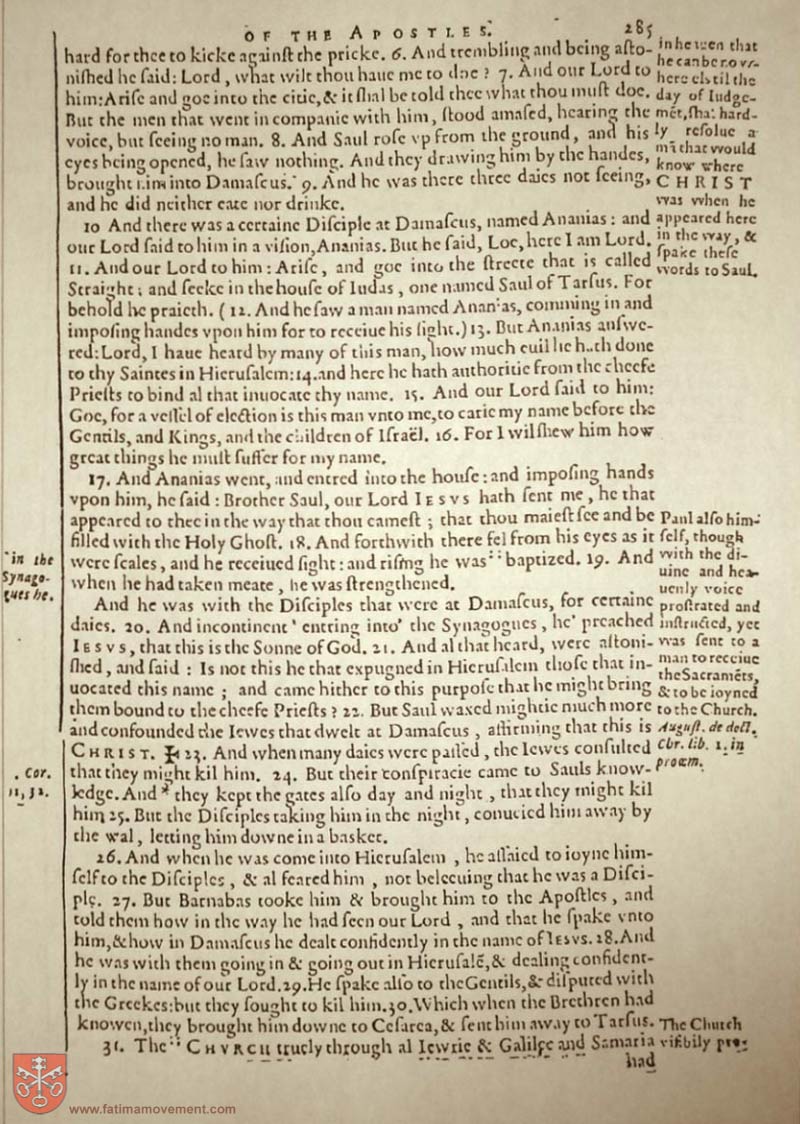 OF THE APOSTLES. 285
hard for thee to kicke againſt the pricke. 6. And trembling and being aſto-
niſhed he ſaid: Lord, what wilt thou haue me to doe? 7. And our Lord to
him: Ariſe and goe into the citie, & it ſhal be told thee what thou muſt doe.
But the men that went in companie with him, ſtood amaſed, hearing the
voice, but ſeeing no man. 8. And Saul roſe vp from the ground, and his
eyes being opened, he ſaw nothing. And they drawing him by the handes,
brought him into Damaſcus. 9. And he was there three daies not ſeeing,
and he did neither eate nor drinke.
10 And there was a certaine Diſciple at Damaſcus, named Ananias: and
our Lord ſaid to him in a viſion, Ananias. But he ſaid, Loe, here I am Lord.
11. And our Lord to him: Ariſe, and goe into the ſtreete that is called
Straight; and ſeeke in the houſe of Iudas, one named Saul of Tarſus. For
behold he praieth. (12. And he ſaw a man named Ananias, comming in and
impoſing handes vpon him for to receiue his ſight.) 13. But Ananias anſwe-
red: Lord, I haue heard by many of this man, how much euil he hath done
to thy Saintes in Hieruſalem: 14. and here he hath authoritie from the cheefe
Prieſts to bind al that inuocate thy name. 15. And our Lord ſaid to him:
Goe, for a veſſel of election is this man vnto me, to carie my name before the
Gentils, and Kings, and the children of Iſraël. 16. For I wil ſhew him how
great things he muſt ſuffer for my name.
17. And Ananias went, and entred into the houſe: and impoſing hands
vpon him, he ſaid: Brother Saul, our Lord IESVS hath ſent me, he that
appeared to thee in the way that thou cameſt; that thou maieſt ſee and be
filled with the Holy Ghoſt. 18. And forthwith there fel from his eyes as it
were ſcales, and he receiued ſight: and riſing he was " baptized. 19. And
when he had taken meate, he was ſtrengthened.
And he was with the Diſciples that were at Damaſcus, for certaine
daies. 20. And incontinent ' entring into' the Synagogues, he' preached
IESVS, that this is the Sonne of God. 21. And al that heard, were aſtoni-
ſhed, and ſaid: Is not this he that expugned in Hieruſalem thoſe that in-
uocated this name; and came hither to this purpoſe that he might bring
them bound to the cheefe Prieſts? 22. But Saul waxed mightie much more
and confounded the Iewes that dwelt at Damaſcus, affirming that this is
CHRIST. 23. And when many daies were paſſed, the Iewes conſulted
that they might kil him. 24. But their conſpiracie came to Sauls know-
ledge. And * they kept the gates alſo day and night, that they might kil
him, 25. But the Diſciples taking him in the night, conueied him away by
the wal, letting him downe in a basket.
26. And when he was come into Hieruſalem, he aſſaied to ioyne him-
ſelf to the Diſciples, & al feared him, not beleeuing that he was a Diſci-
ple. 27. But Barnabas tooke him & brought him to the Apoſtles, and
told them how in the way he had ſeen our Lord, and that he ſpake vnto
him, & how in Damaſcus he dealt confidently in the name of IESVS. 28. And
he was with them going in & going out in Hieruſalē, & dealing confident-
ly in the name of our Lord. 29. He ſpake alſo to the Gentils, & diſputed with
the Greekes: but they ſought to kil him. 30. Which when the Brethren had
knowen, they brought him downe to Ceſarea, & ſent him away to Tarſus.
31. The " CHVRCH truely through al Iewrie & Galilee and Samaria
had
in heuen that
he can be no
here els til the
day of Iudge-
mēt, that hard-
ly reſolue a
mā that would
know where
CHRIST
was when he
appeared here
in the way, &
ſpake theſe
words to Saul.
Paul alſo him-
ſelf, though
with the di-
uine and hea-
uenly voice
proſtrated and
inſtructed, yet
was ſent to a
man to receiue
the Sacramēts,
& to be ioyned
to the Church.
Auguſt. de doct.
Chr. lib. 1. in
proœm.
The Church
viſibily pro-
'in the
Synago-
gues he.
Cor.
11, 32.
www.fatimamovement.com